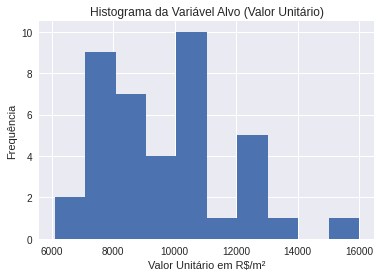 Histograma da Variável Alvo (Valor Unitário)
Frequência
10
8
6
4
2
0
6000 8000 10000 12000 14000 16000
Valor Unitário em R$/m²